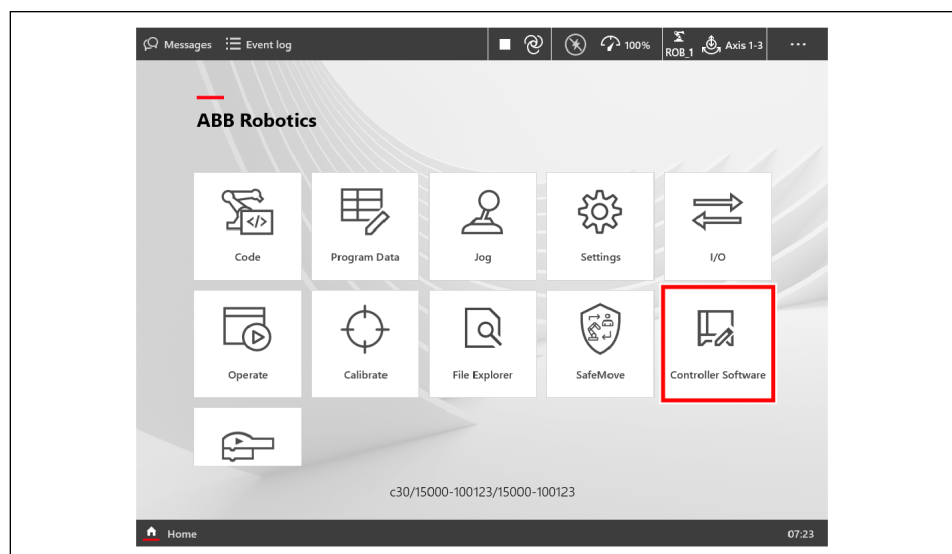 Messages Event log 100% ROB_1 Axis 1-3 ...
ABB Robotics
Code Program Data Jog Settings I/O
Operate Calibrate File Explorer SafeMove Controller Software
c30/15000-100123/15000-100123
Home 07:23